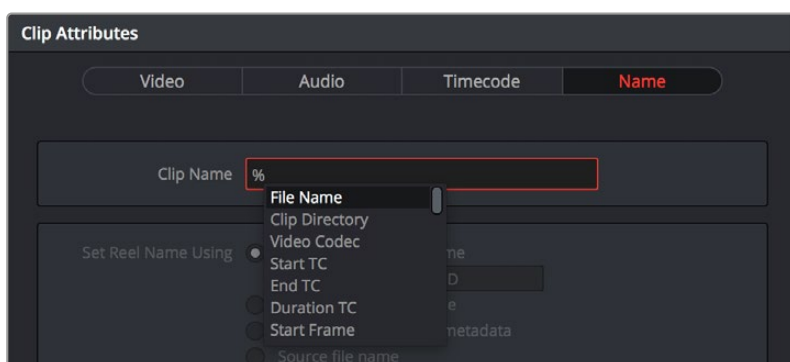 Clip Attributes
Video Audio Timecode Name
Clip Name %
File Name
Clip Directory
Set Reel Name Using Video Codec
Start TC
End TC
Duration TC
Start Frame metadata
Source file name